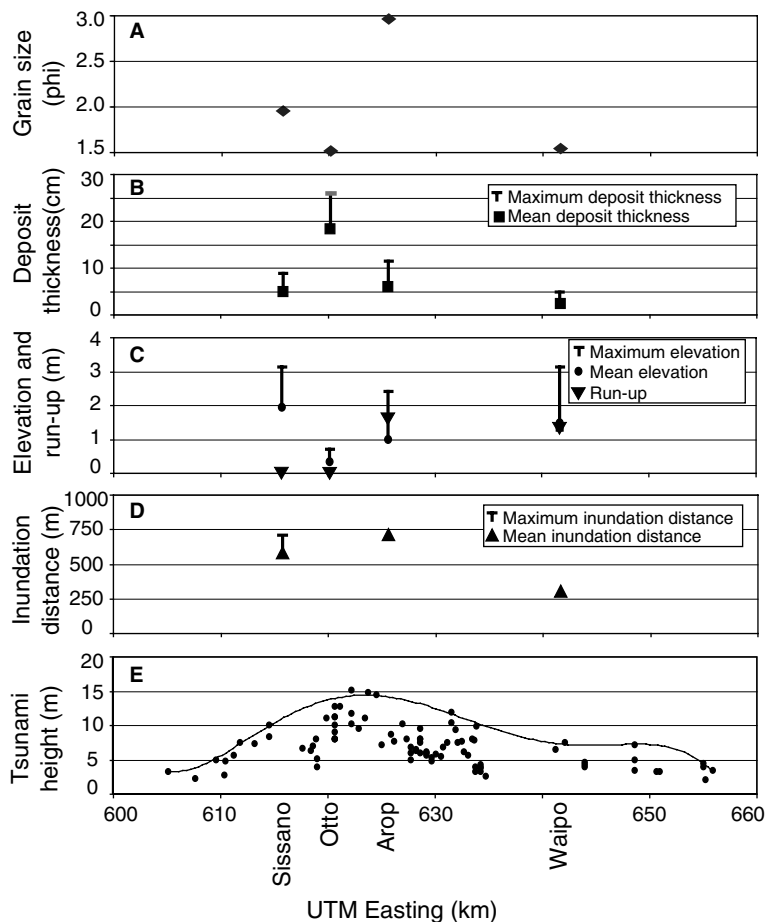 A
Grain size
(phi)
3.0
2.5
2.0
1.5
B
Deposit
thickness(cm)
30
20
10
0
Maximum deposit thickness
Mean deposit thickness
C
Elevation and
run-up (m)
4
3
2
1
0
Maximum elevation
Mean elevation
Run-up
D
Inundation
distance (m)
1000
750
500
250
0
Maximum inundation distance
Mean inundation distance
E
Tsunami
height (m)
20
15
10
5
0
600
610
630
650
660
Sissano
Otto
Arop
Waipo
UTM Easting (km)